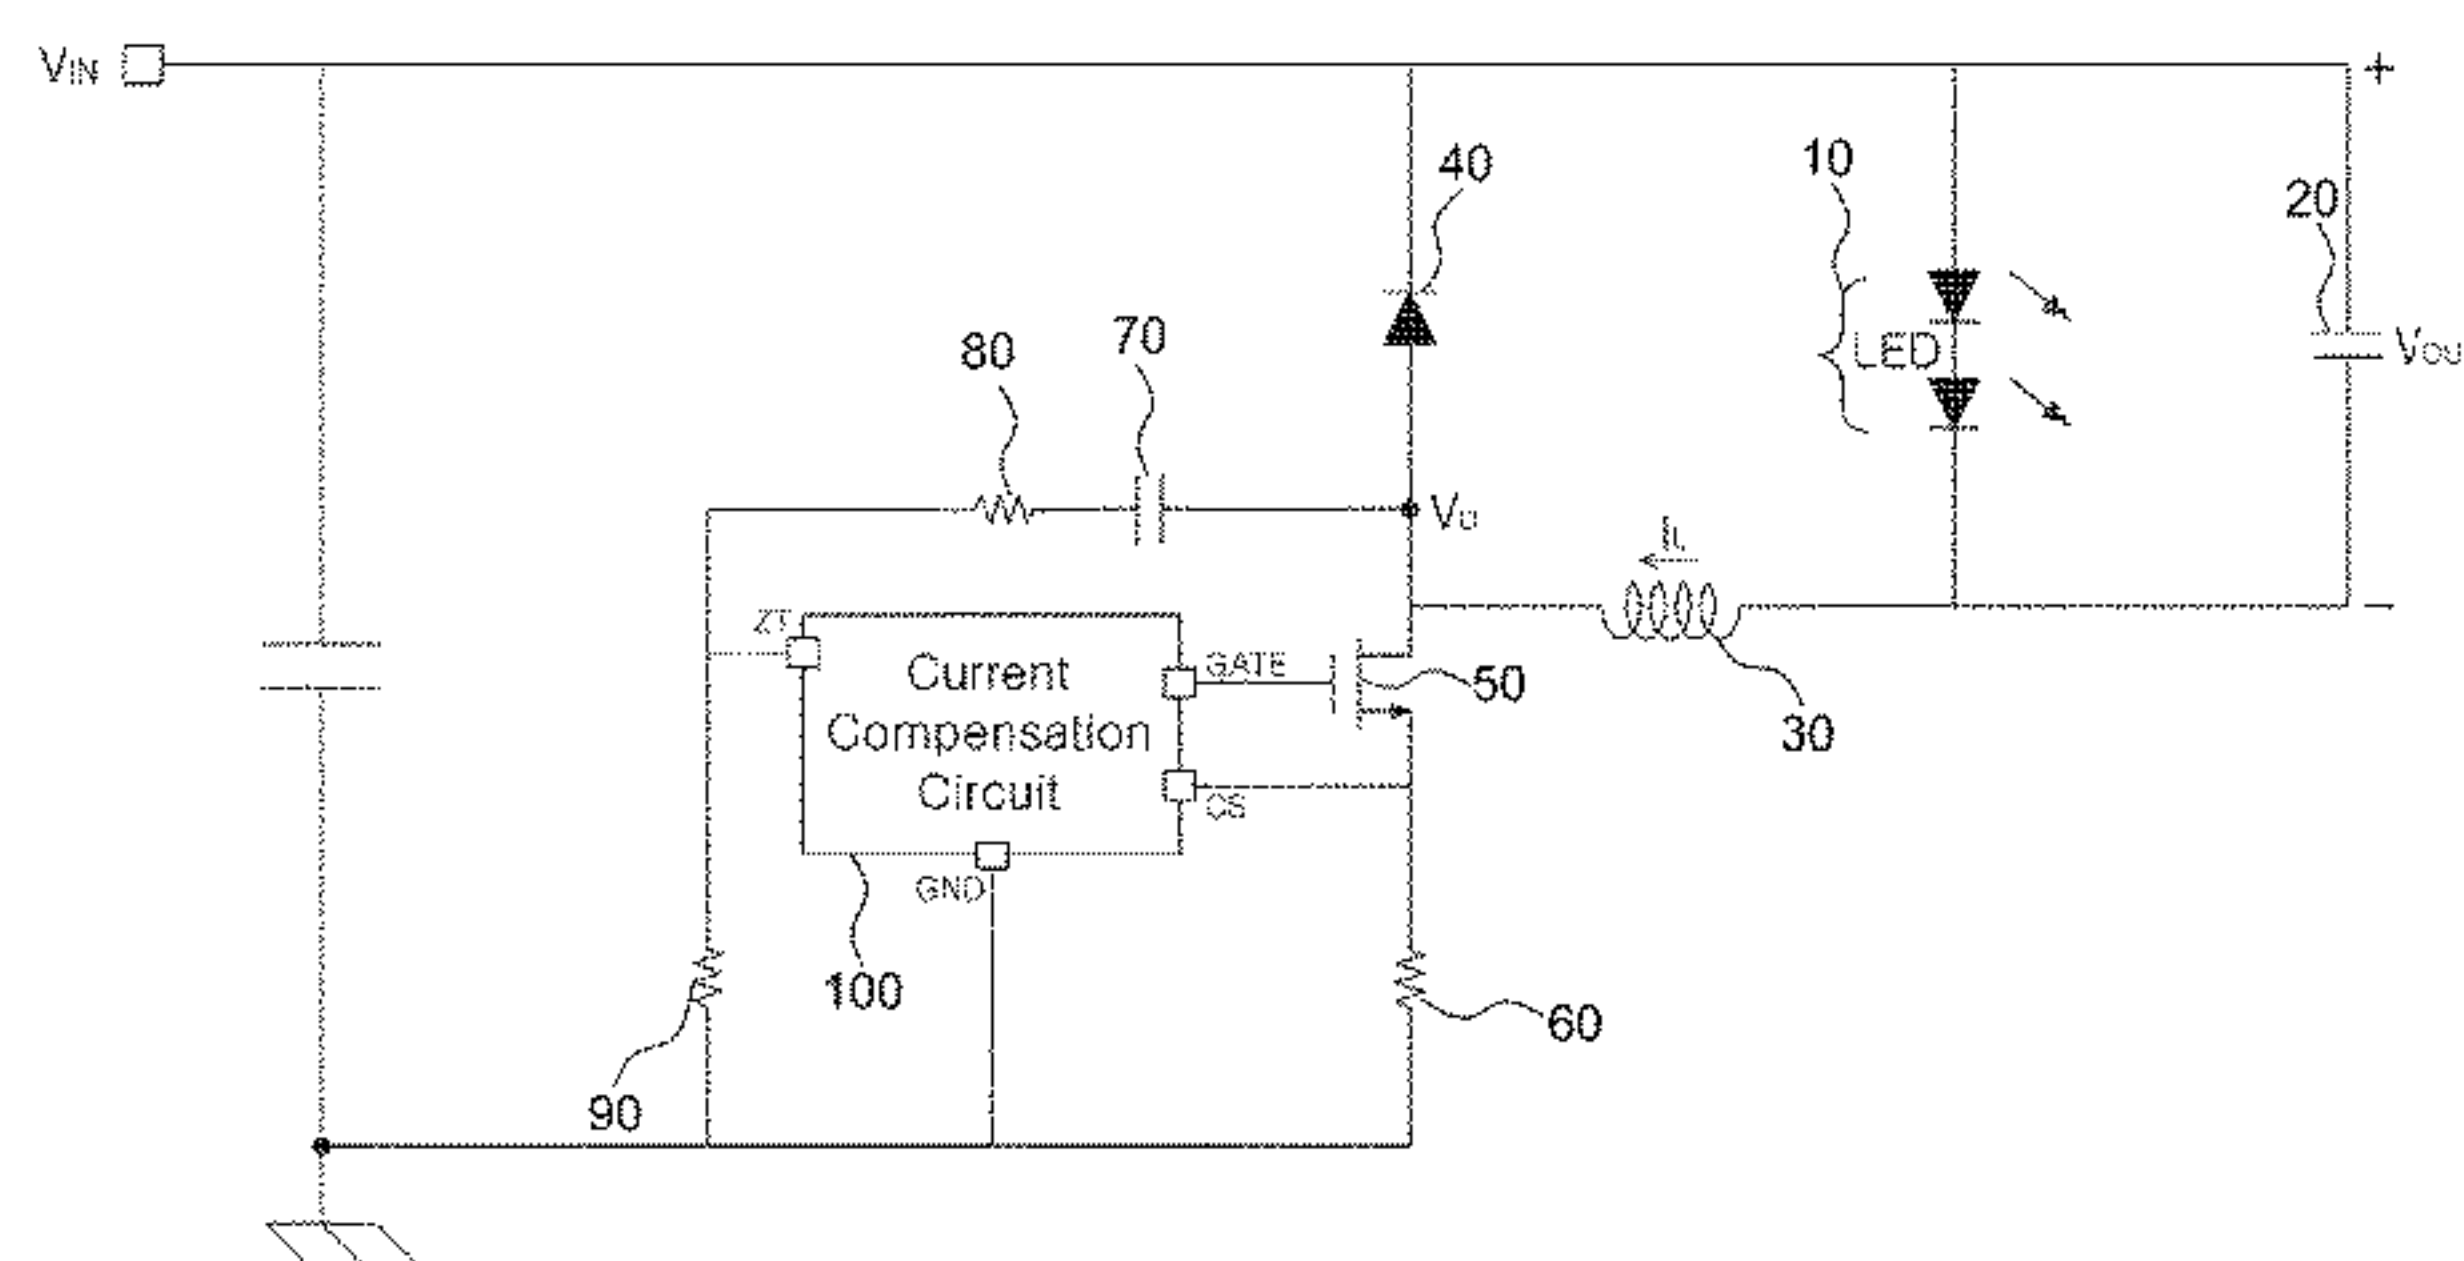 VIN
+
40
10
20
80
70
LED
VOU
VD
IL
ZT
Current
Compensation
Circuit
GATE
50
30
CS
GND
100
60
90